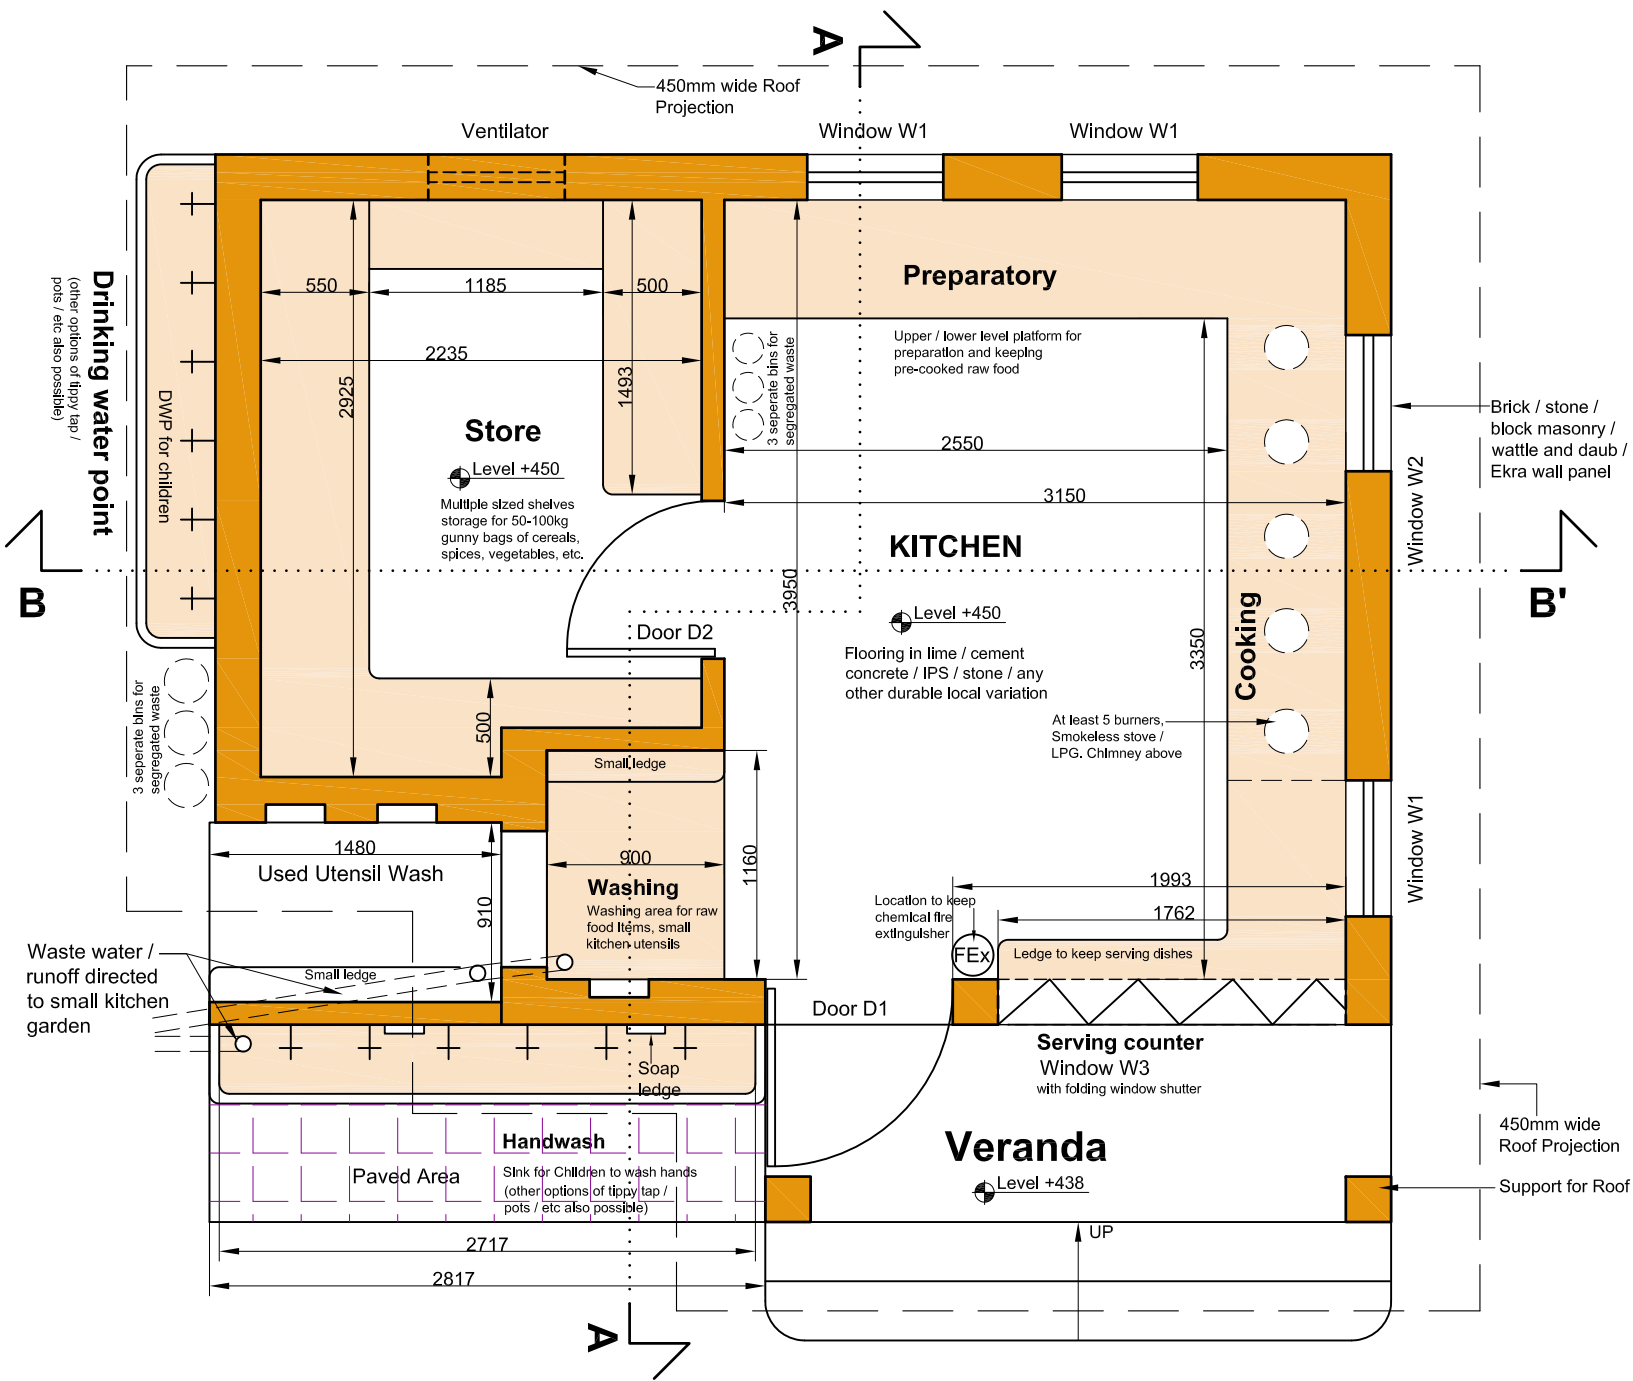 A
450mm wide Roof
Projection
Ventilator
Window W1
Window W1
Drinking water point
(other options of tippy tap /
pots / etc also possible)
DWP for children
550
1185
500
2235
2925
1493
Store
Level +450
Multiple sized shelves
storage for 50-100kg
gunny bags of cereals,
spices, vegetables, etc.
Preparatory
Upper / lower level platform for
preparation and keeping
pre-cooked raw food
3 seperate bins for
segregated waste
2550
3150
KITCHEN
3950
Level +450
Flooring in lime / cement
concrete / IPS / stone / any
other durable local variation
3350
Cooking
At least 5 burners,
Smokeless stove /
LPG. Chimney above
Brick / stone /
block masonry /
wattle and daub /
Ekra wall panel
Window W2
B
B'
Door D2
3 seperate bins for
segregated waste
500
Small ledge
1480
Used Utensil Wash
910
900
1160
Washing
Washing area for raw
food items, small
kitchen utensils
Window W1
1993
1762
Location to keep
chemical fire
extinguisher
FEx
Ledge to keep serving dishes
Waste water /
runoff directed
to small kitchen
garden
Small ledge
Door D1
Serving counter
Window W3
with folding window shutter
Soap
ledge
Handwash
Paved Area
Sink for Children to wash hands
(other options of tippy tap /
pots / etc also possible)
Veranda
Level +438
450mm wide
Roof Projection
Support for Roof
UP
2717
2817
A